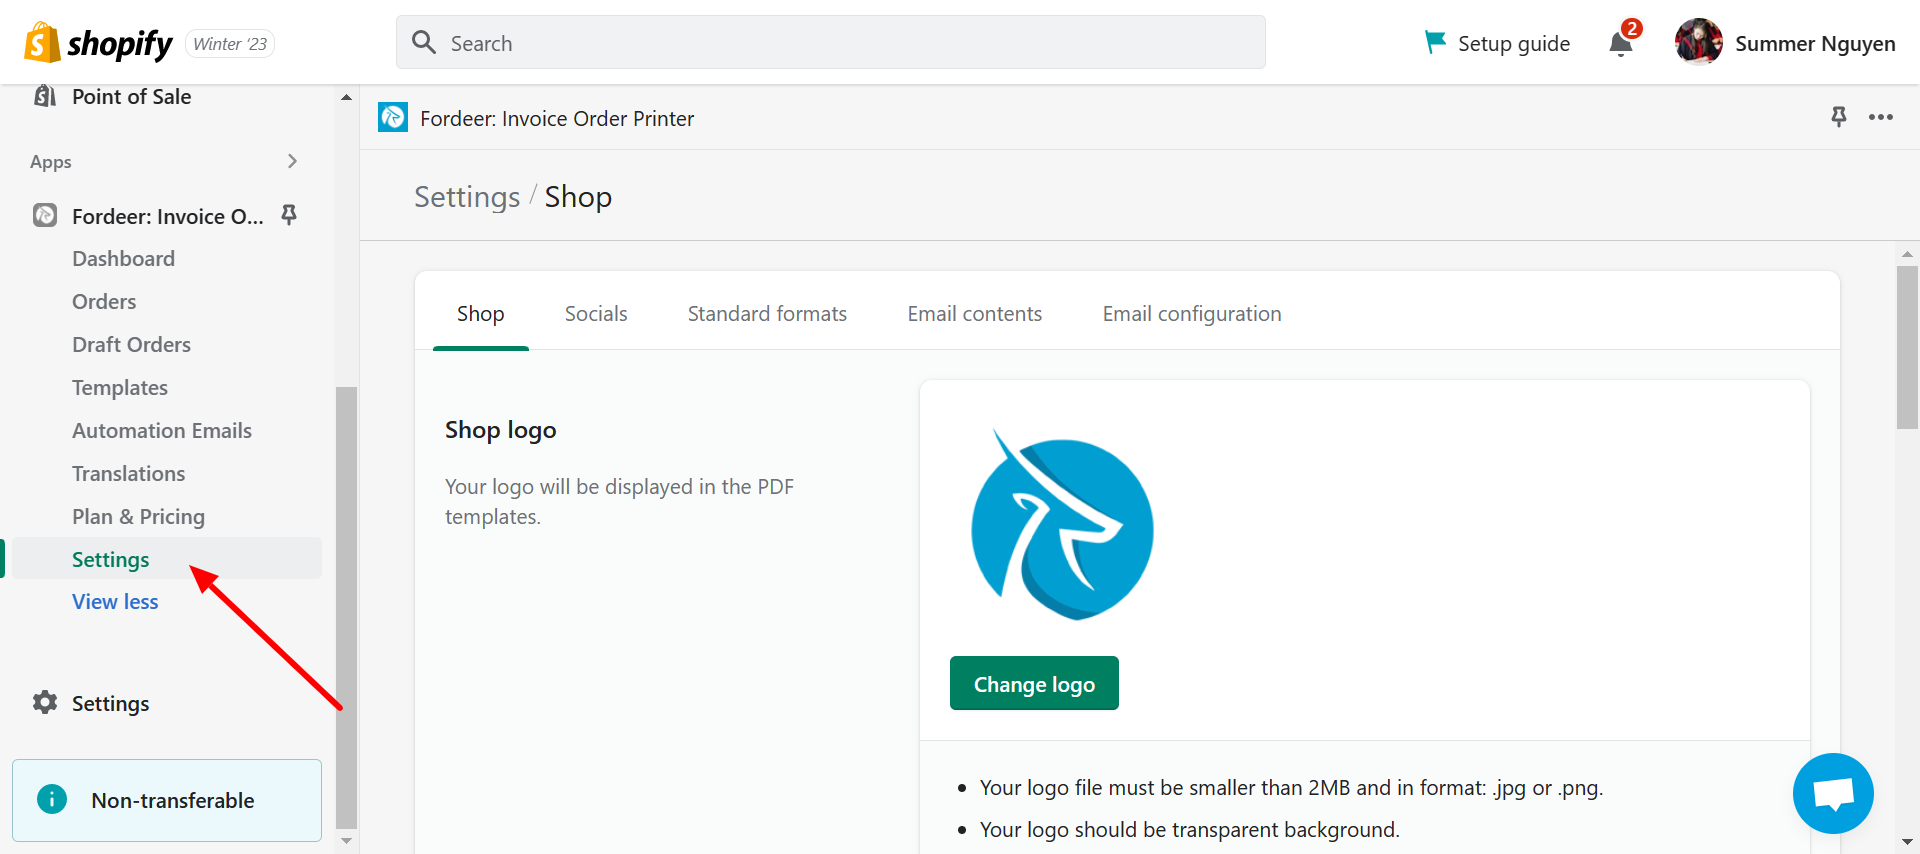 shopify
Winter ‘23
Search
Setup guide
2
Summer Nguyen
Point of Sale
Apps
Fordeer: Invoice O...
Dashboard
Orders
Draft Orders
Templates
Automation Emails
Translations
Plan & Pricing
Settings
View less
Settings
Non-transferable
Fordeer: Invoice Order Printer
Settings / Shop
Shop
Socials
Standard formats
Email contents
Email configuration
Shop logo
Your logo will be displayed in the PDF
templates.
Change logo
Your logo file must be smaller than 2MB and in format: .jpg or .png.
Your logo should be transparent background.